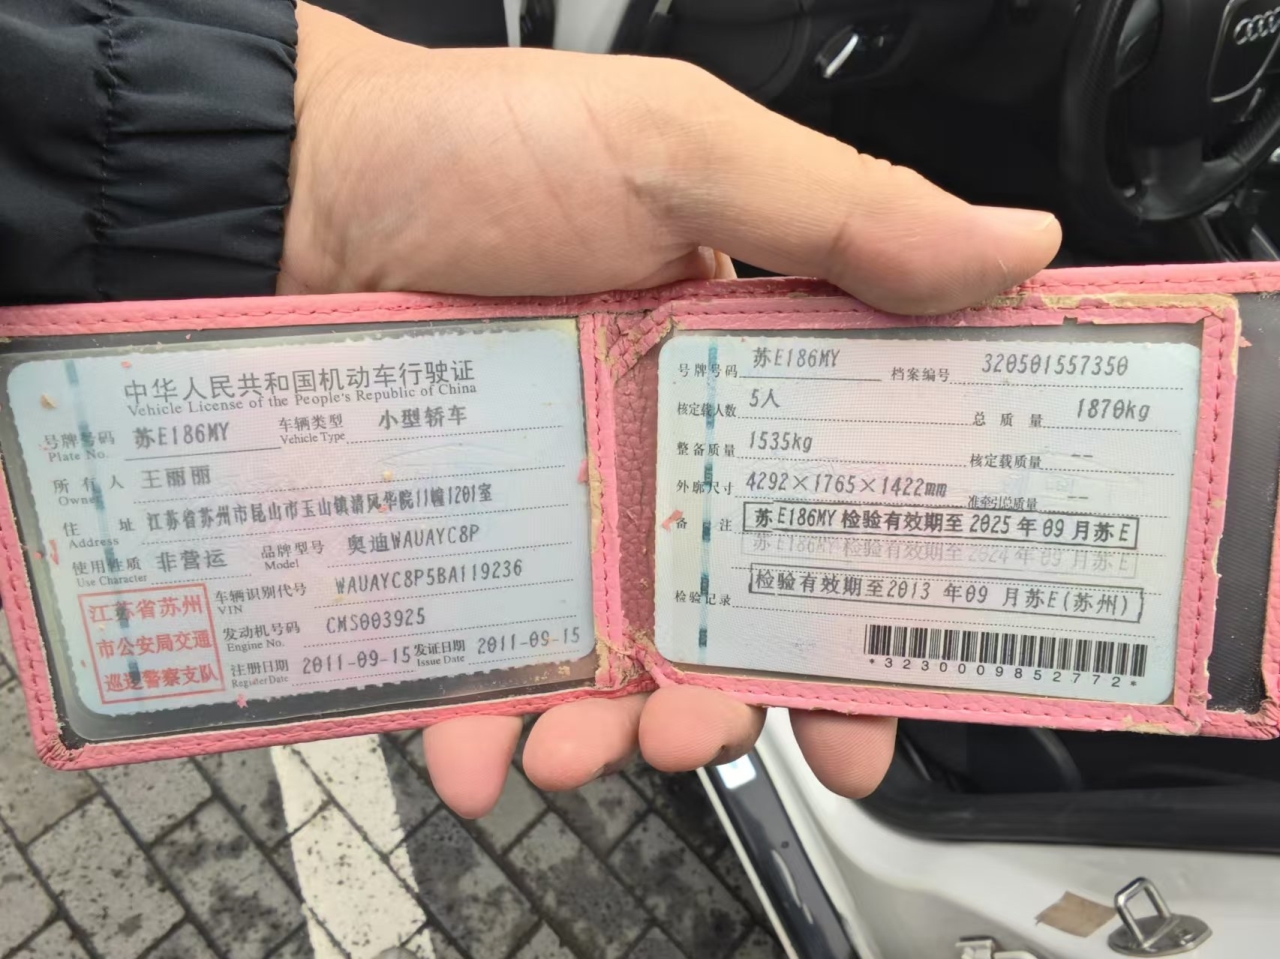 中华人民共和国机动车行驶证
Vehicle License of the People's Republic of China
号牌号码 苏E186MY 车辆类型 小型轿车
Plate No. Vehicle Type
所有人 王丽丽
Owner
住址 江苏省苏州市昆山市玉山镇清风华院11幢1201室
Address
使用性质 非营运 品牌型号 奥迪WAUAYC8P
Use Character Model
江苏省苏州
市公安局交通
巡逻警察支队
车辆识别代号 WAUAYC8P5BA119236
VIN
发动机号码 CMS003925
Engine No.
注册日期 2011-09-15 发证日期 2011-09-15
Register Date Issue Date
号牌号码 苏E186MY 档案编号 320501557350
核定载人数 5人 总质量 1870kg
整备质量 1535kg 核定载质量 --
外廓尺寸 4292×1765×1422mm 准牵引总质量 --
备注 苏E186MY检验有效期至2025年09月苏E
苏E186MY检验有效期至2024年09月苏E
检验记录 检验有效期至2013年09月苏E(苏州)
*3230009852772*